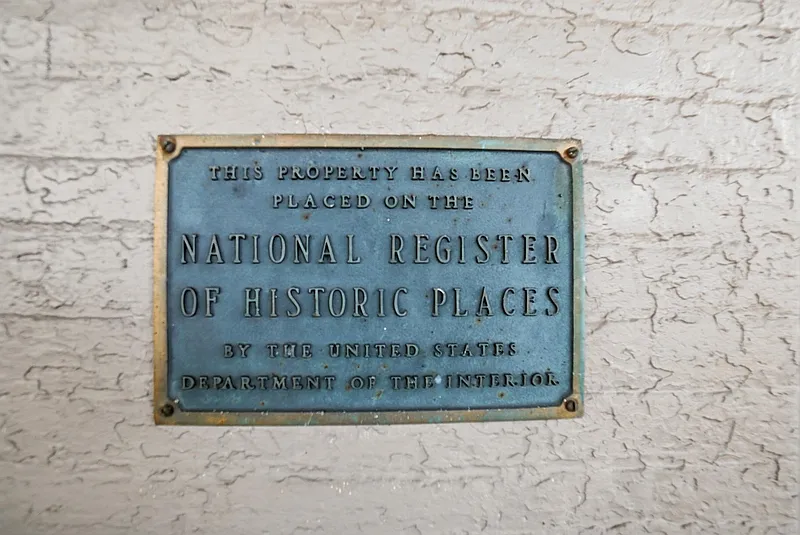 THIS PROPERTY HAS BEEN
PLACED ON THE
NATIONAL REGISTER
OF HISTORIC PLACES
BY THE UNITED STATES
DEPARTMENT OF THE INTERIOR